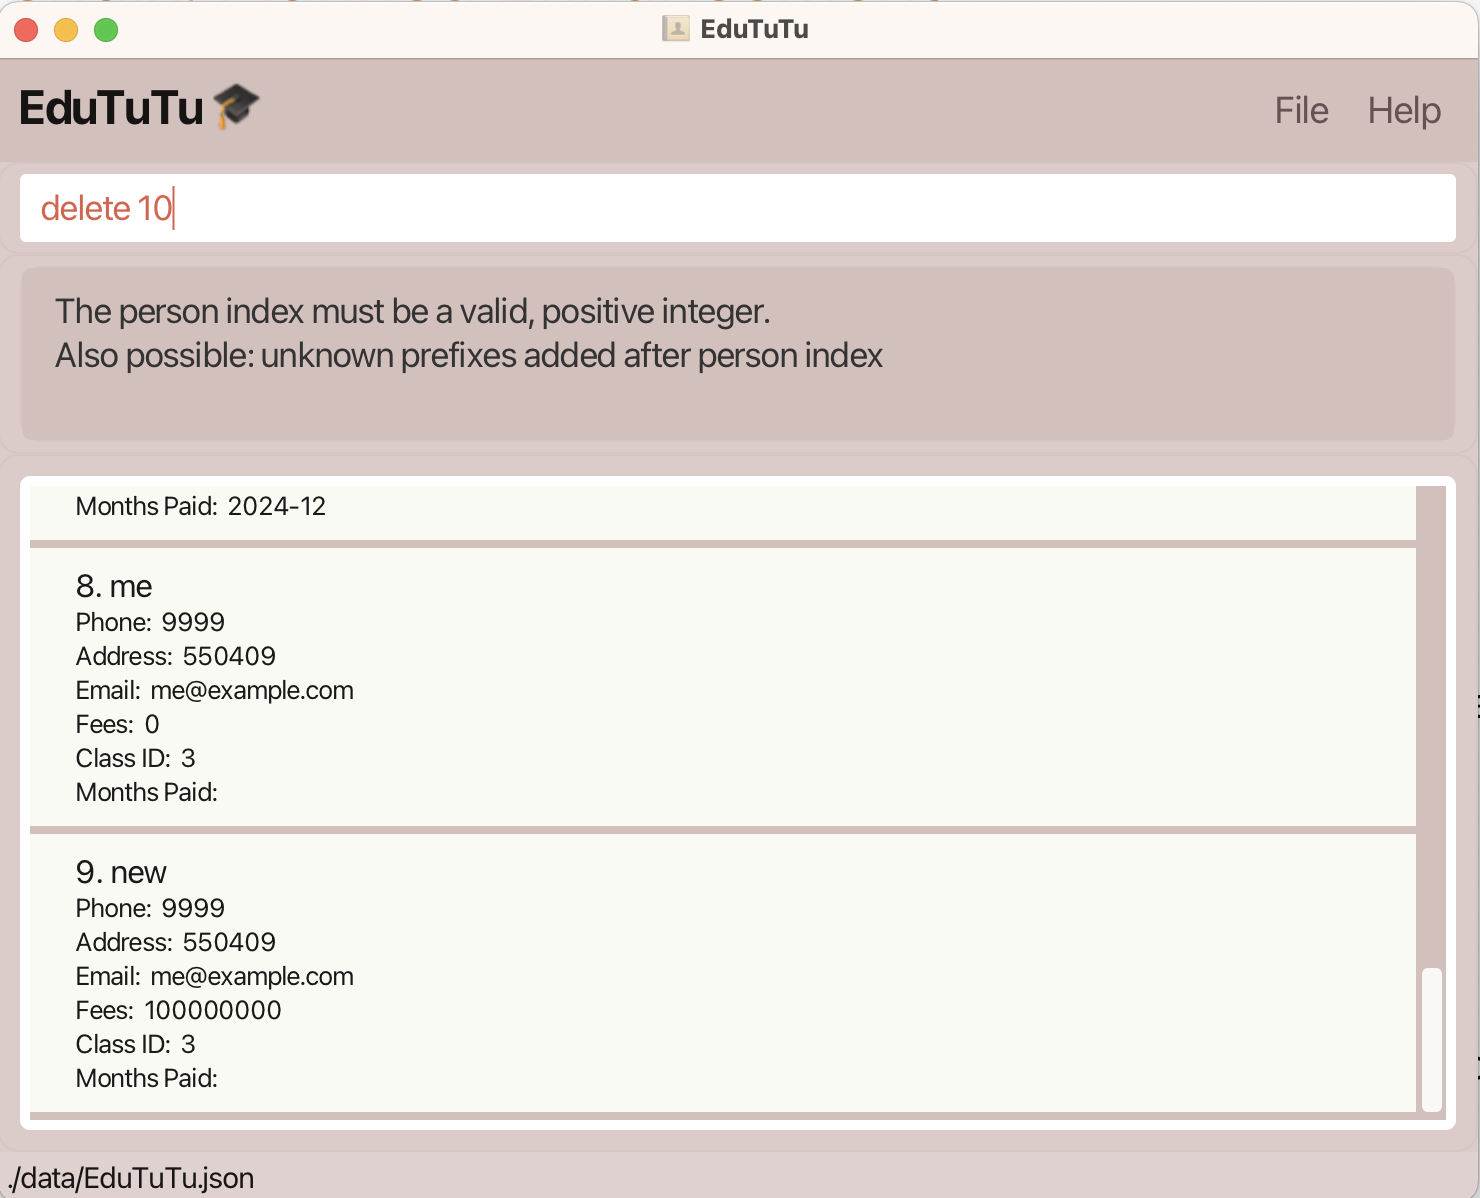 EduTuTu
EduTuTu
File Help
delete 10
The person index must be a valid, positive integer.
Also possible: unknown prefixes added after person index
Months Paid: 2024-12
8. me
Phone: 9999
Address: 550409
Email: me@example.com
Fees: 0
Class ID: 3
Months Paid:
9. new
Phone: 9999
Address: 550409
Email: me@example.com
Fees: 100000000
Class ID: 3
Months Paid:
./data/EduTuTu.json